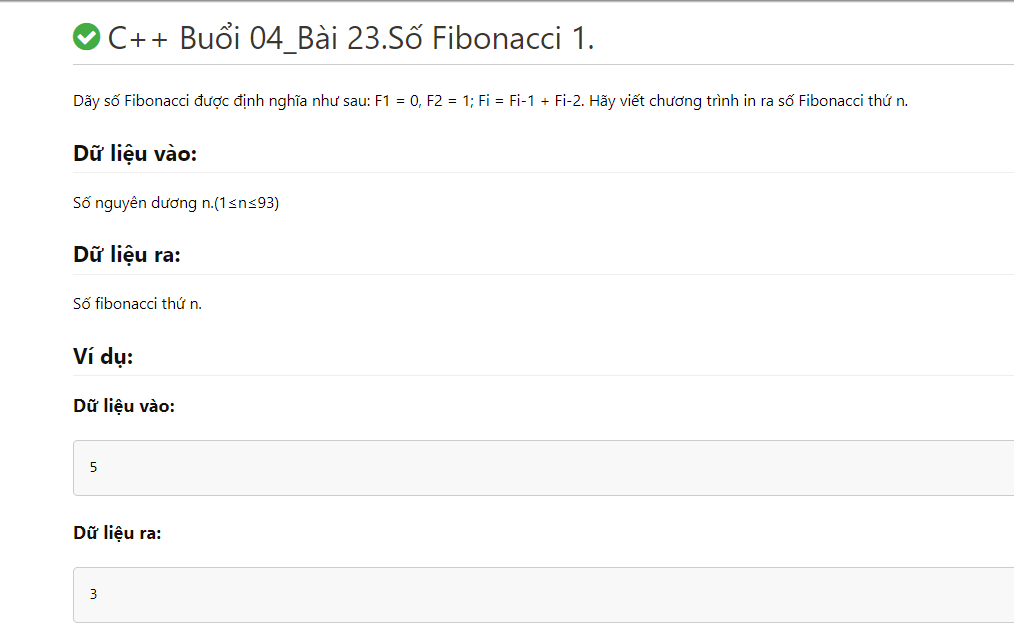 C++ Buổi 04_Bài 23.Số Fibonacci 1.
Dãy số Fibonacci được định nghĩa như sau: F1 = 0, F2 = 1; Fi = Fi-1 + Fi-2. Hãy viết chương trình in ra số Fibonacci thứ n.
Dữ liệu vào:
Số nguyên dương n.(1≤n≤93)
Dữ liệu ra:
Số fibonacci thứ n.
Ví dụ:
Dữ liệu vào:
5
Dữ liệu ra:
3